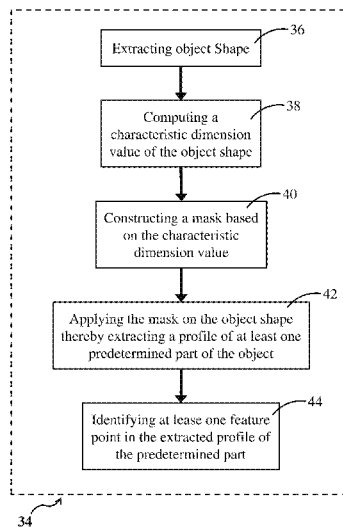 Extracting object Shape
36
Computing a
characteristic dimension
value of the object shape
38
Constructing a mask based
on the characteristic
dimension value
40
Applying the mask on the object shape
thereby extracting a profile of at least one
predetermined part of the object
42
Identifying at lease one feature
point in the extracted profile of
the predetermined part
44
34